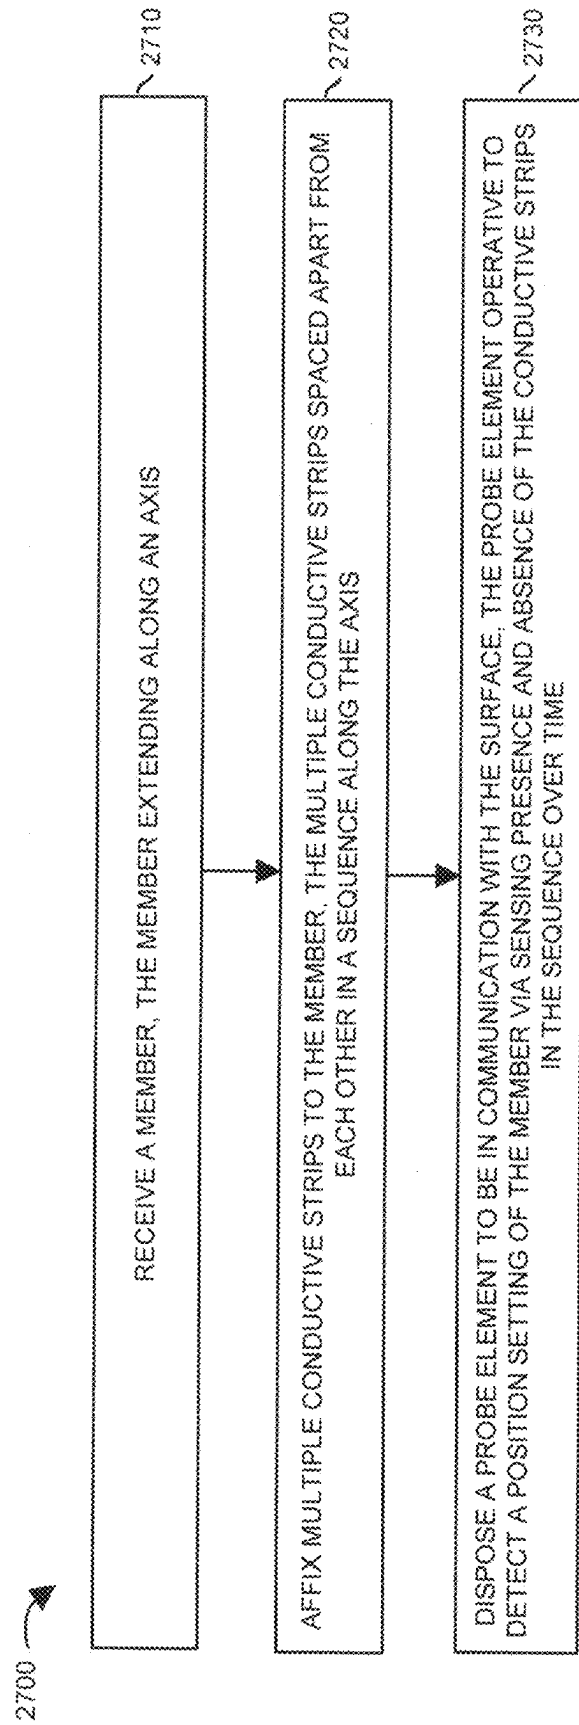 2700
RECEIVE A MEMBER, THE MEMBER EXTENDING ALONG AN AXIS
2710
AFFIX MULTIPLE CONDUCTIVE STRIPS TO THE MEMBER, THE MULTIPLE CONDUCTIVE STRIPS SPACED APART FROM
EACH OTHER IN A SEQUENCE ALONG THE AXIS
2720
DISPOSE A PROBE ELEMENT TO BE IN COMMUNICATION WITH THE SURFACE, THE PROBE ELEMENT OPERATIVE TO
DETECT A POSITION SETTING OF THE MEMBER VIA SENSING PRESENCE AND ABSENCE OF THE CONDUCTIVE STRIPS
IN THE SEQUENCE OVER TIME
2730